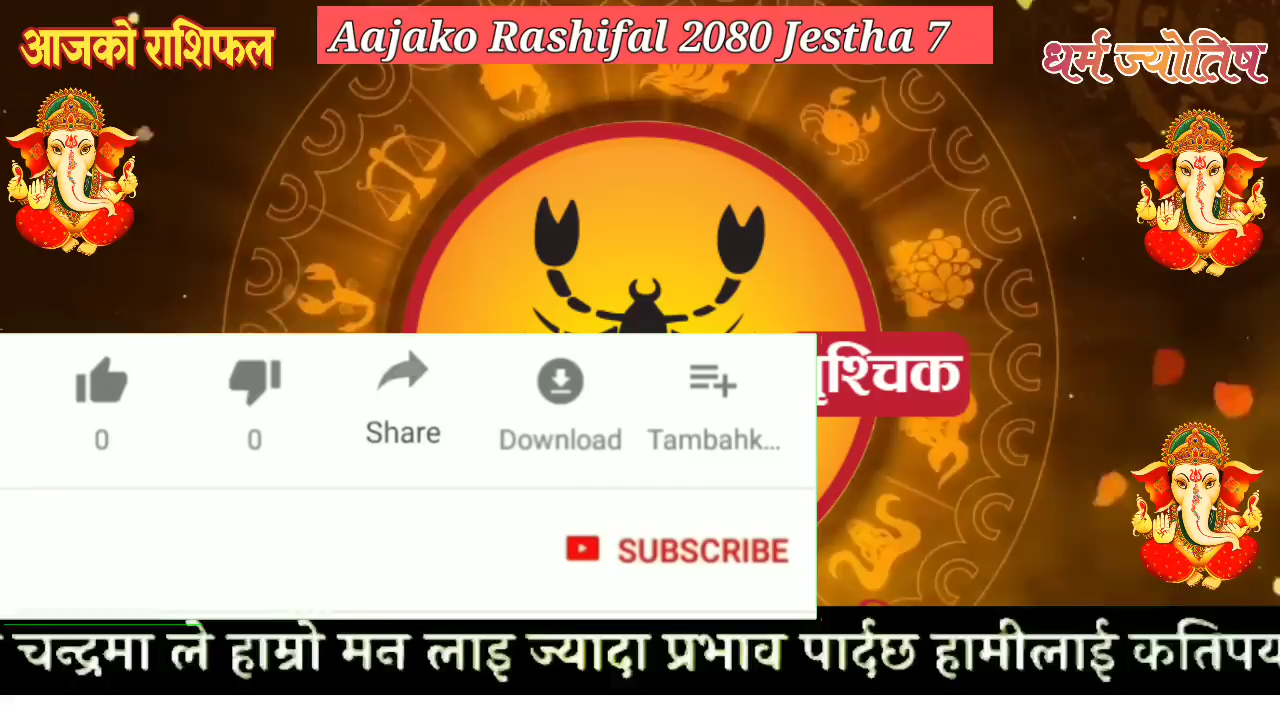 आजको राशिफल
Aajako Rashifal 2080 Jestha 7
धर्म ज्योतिष
वृश्चिक
0
0
Share
Download
Tambahk...
SUBSCRIBE
चन्द्रमा ले हाम्रो मन लाइ ज्यादा प्रभाव पार्दछ हामीलाई कतिपय